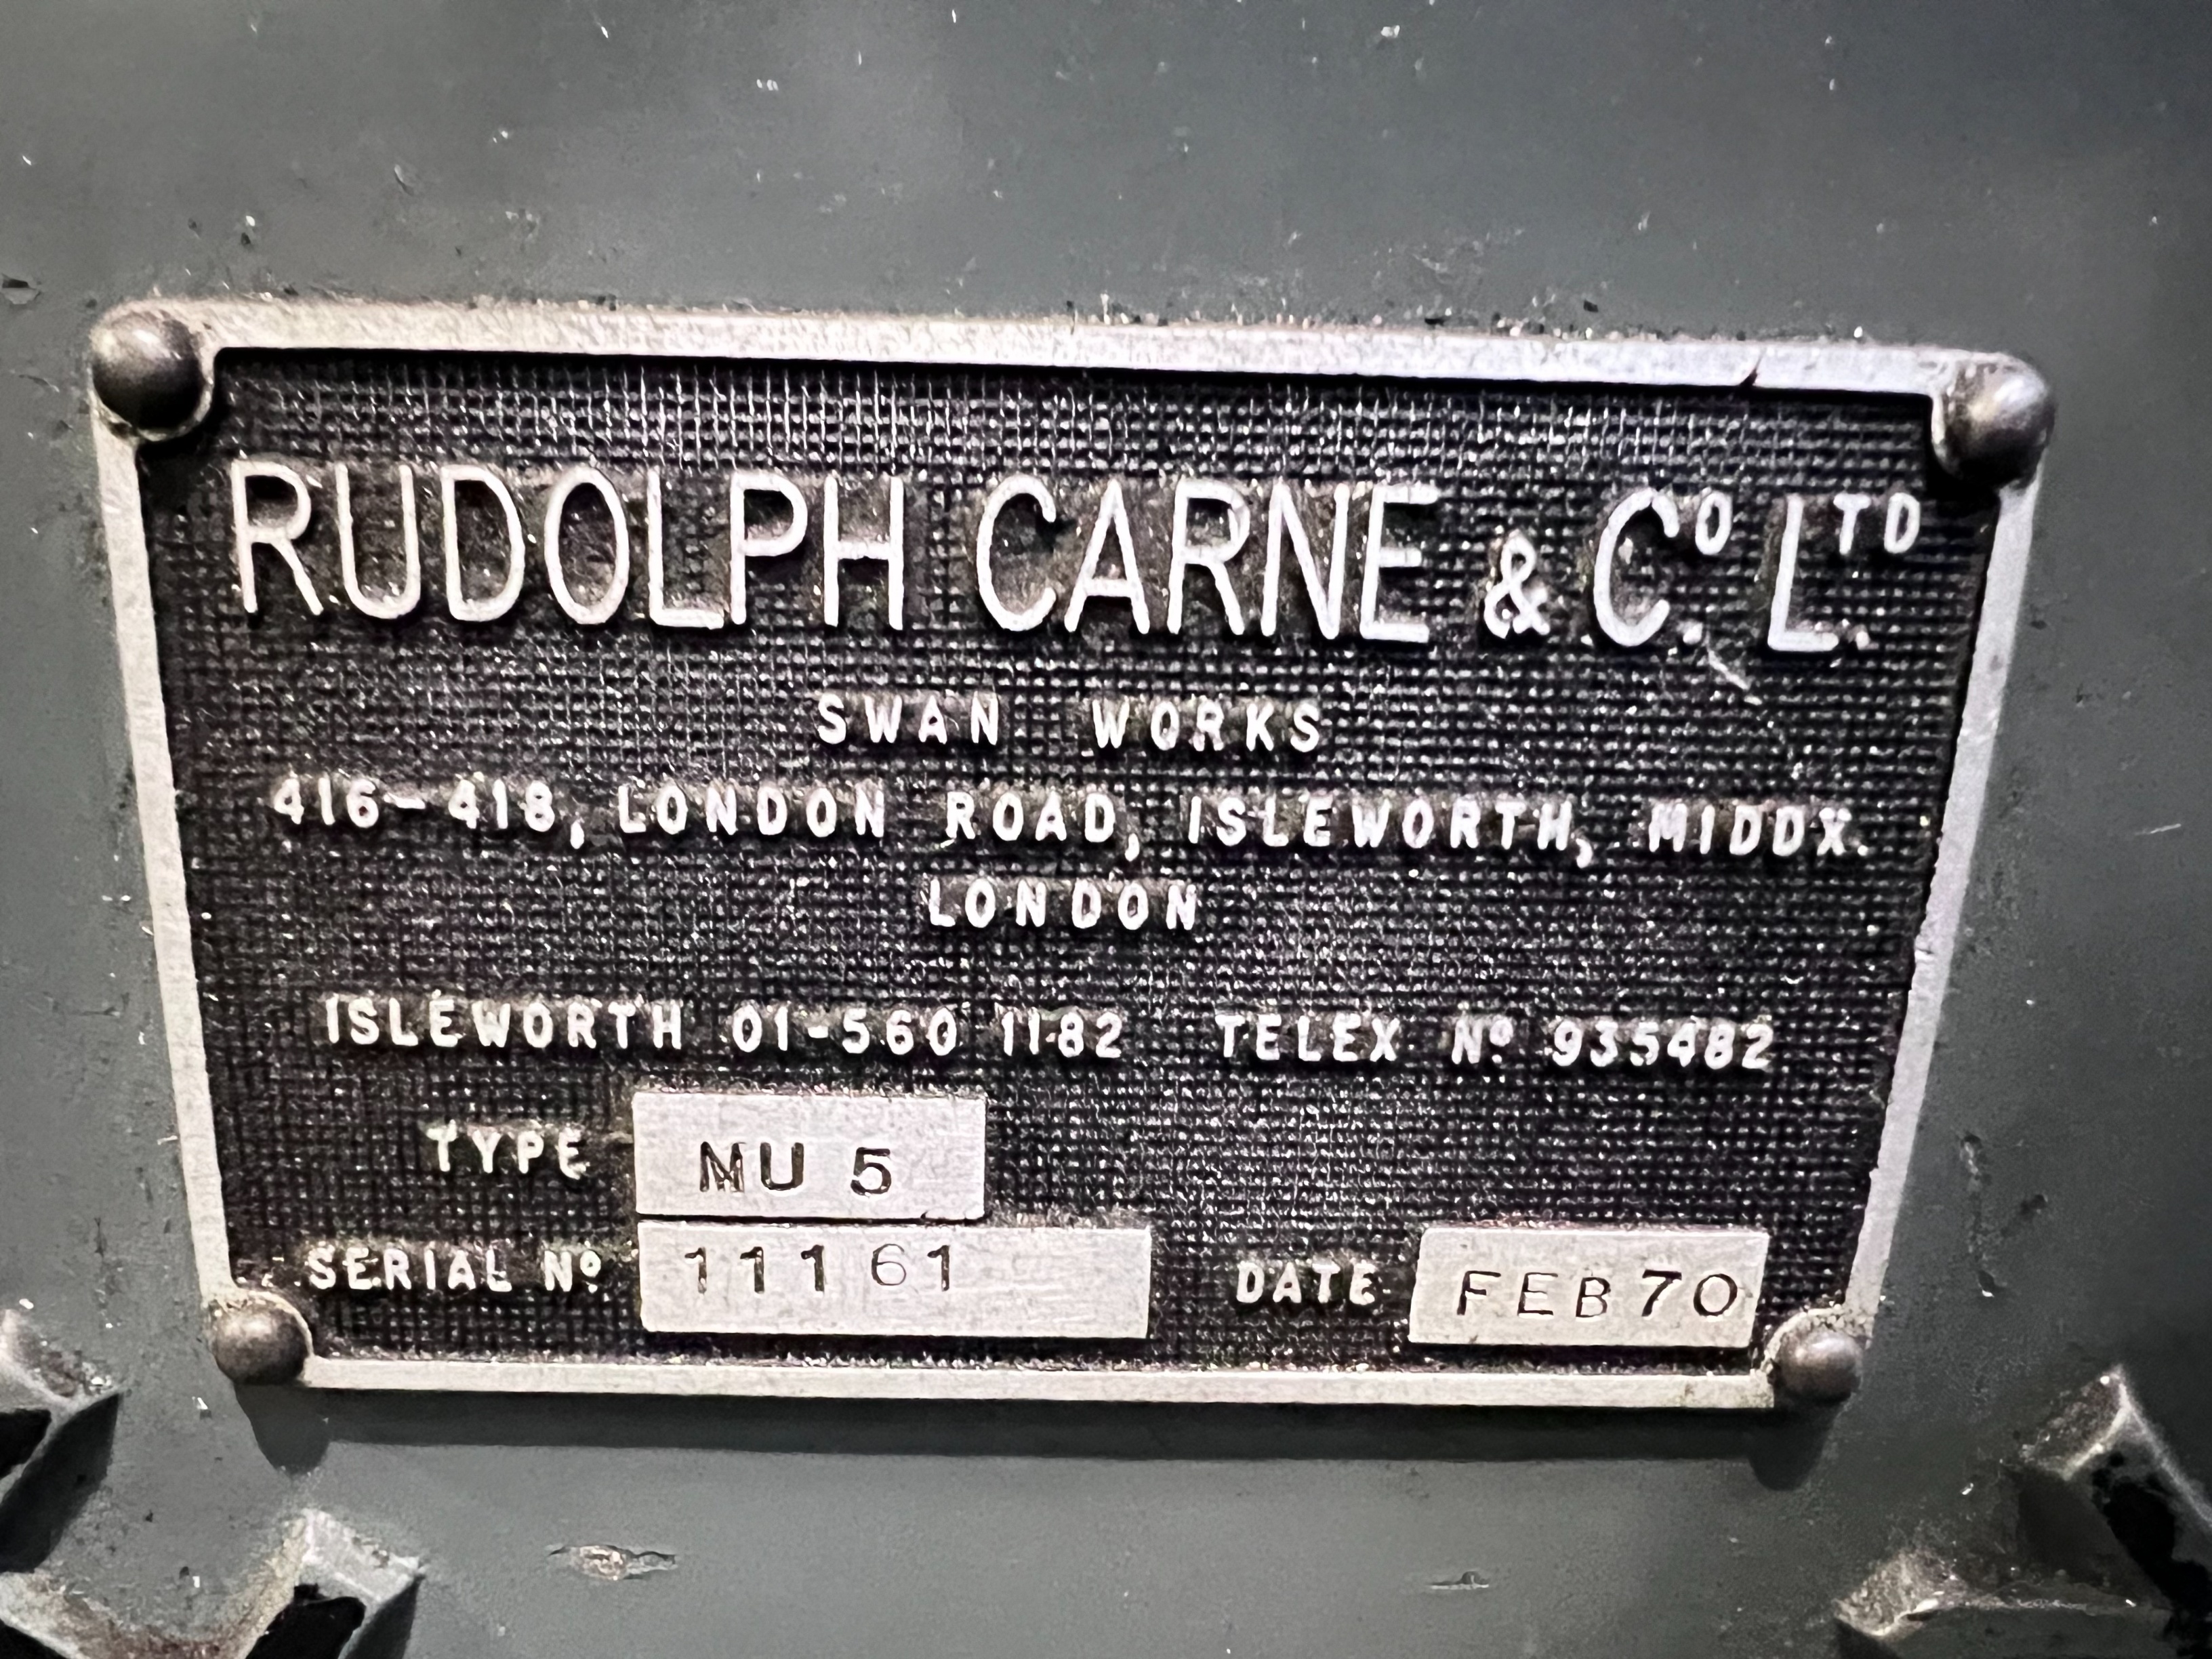 RUDOLPH CARNE & Cº. LTD.
SWAN WORKS
416-418, LONDON ROAD, ISLEWORTH, MIDDX.
LONDON
ISLEWORTH 01-560 1182 TELEX Nº 935482
TYPE MU 5
SERIAL Nº 11161 DATE FEB 70